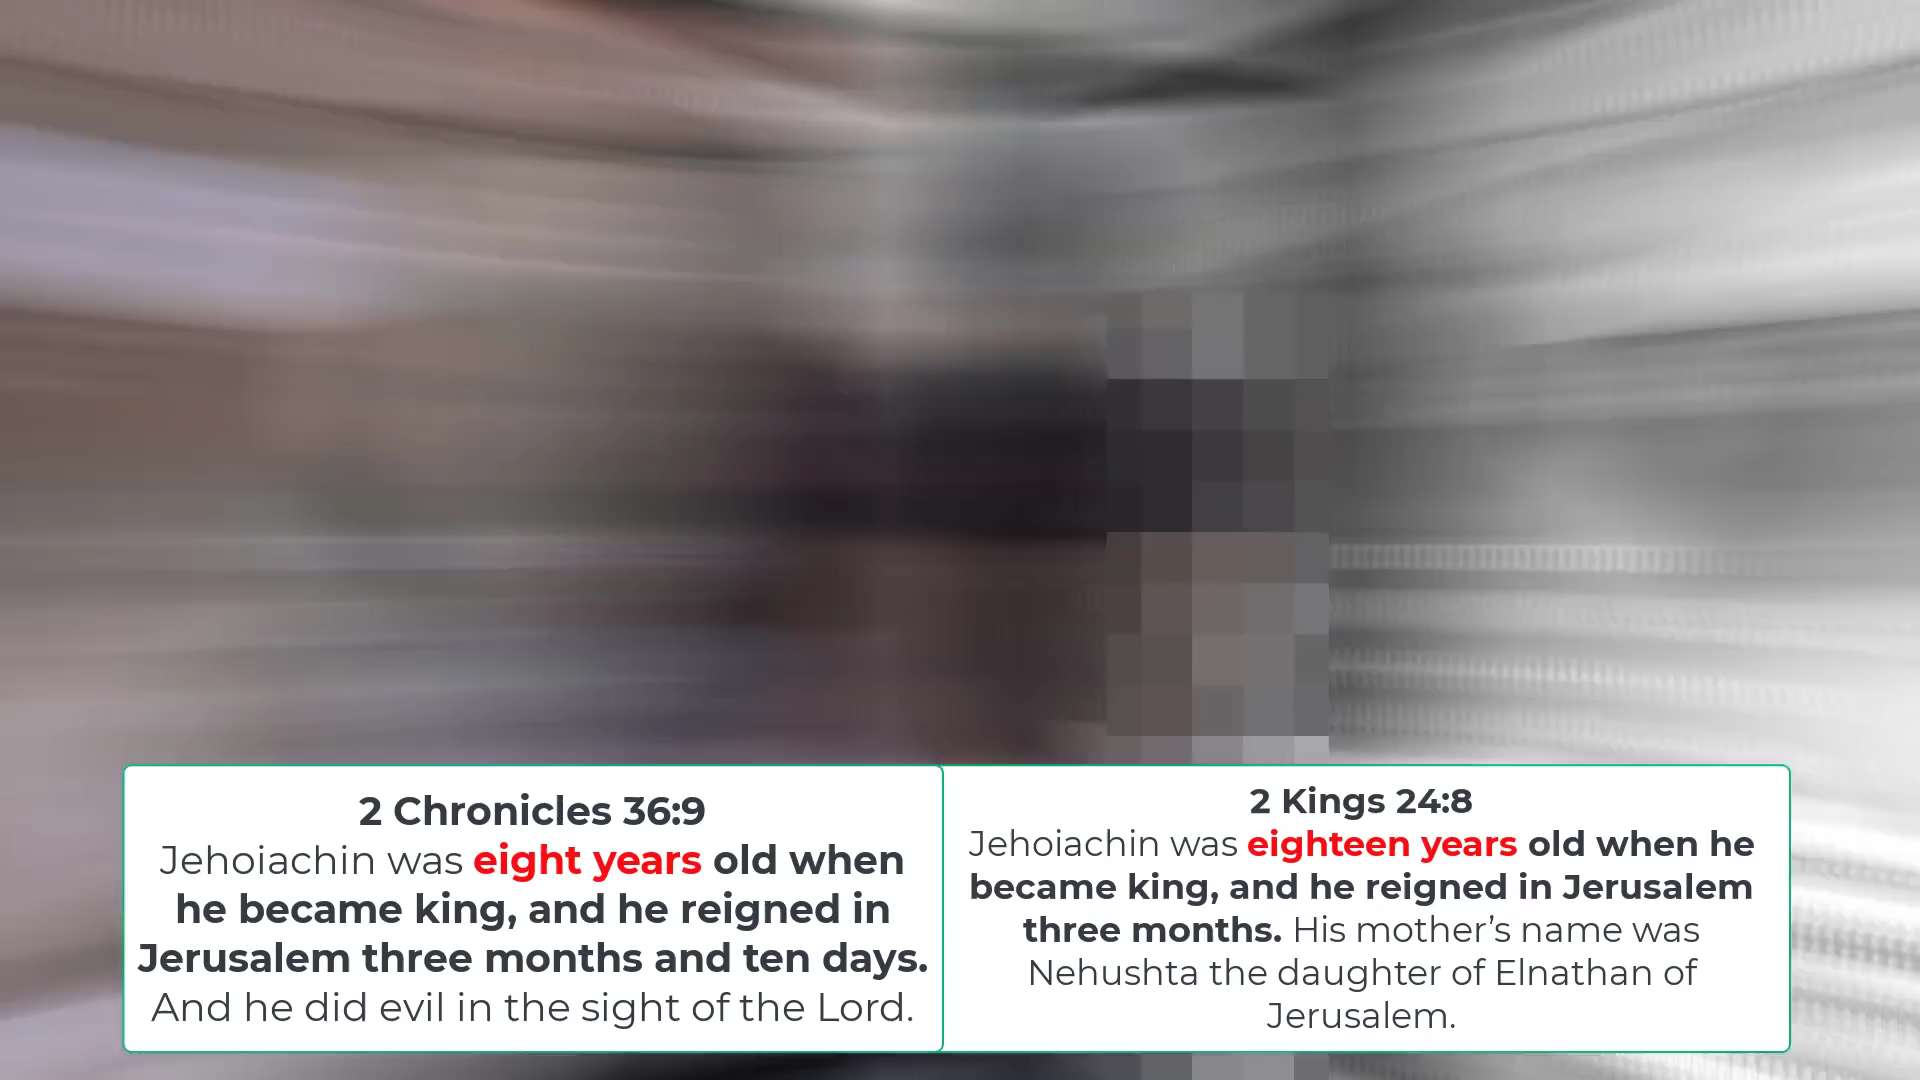 2 Chronicles 36:9
Jehoiachin was eight years old when
he became king, and he reigned in
Jerusalem three months and ten days.
And he did evil in the sight of the Lord.
2 Kings 24:8
Jehoiachin was eighteen years old when he
became king, and he reigned in Jerusalem
three months. His mother’s name was
Nehushta the daughter of Elnathan of
Jerusalem.